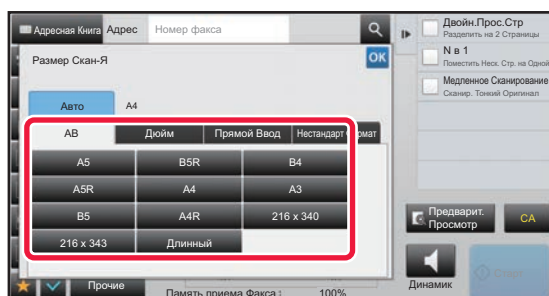 Адресная Книга Адрес Номер факса
Двойн.Прос.Стр
Разделить на 2 Страницы
N в 1
Поместить Неск. Стр. на Одной
Медленное Сканирование
Сканир. Тонкий Оригинал
Размер Скан-Я OK
Авто A4
AB Дюйм Прямой Ввод Нестандарт
A5 B5R B4
A5R A4 A3
B5 A4R 216 x 340
216 x 343 Длинный
Предварит.
Просмотр
CA
Прочие
Память приема Факса: 100%
Динамик
Старт